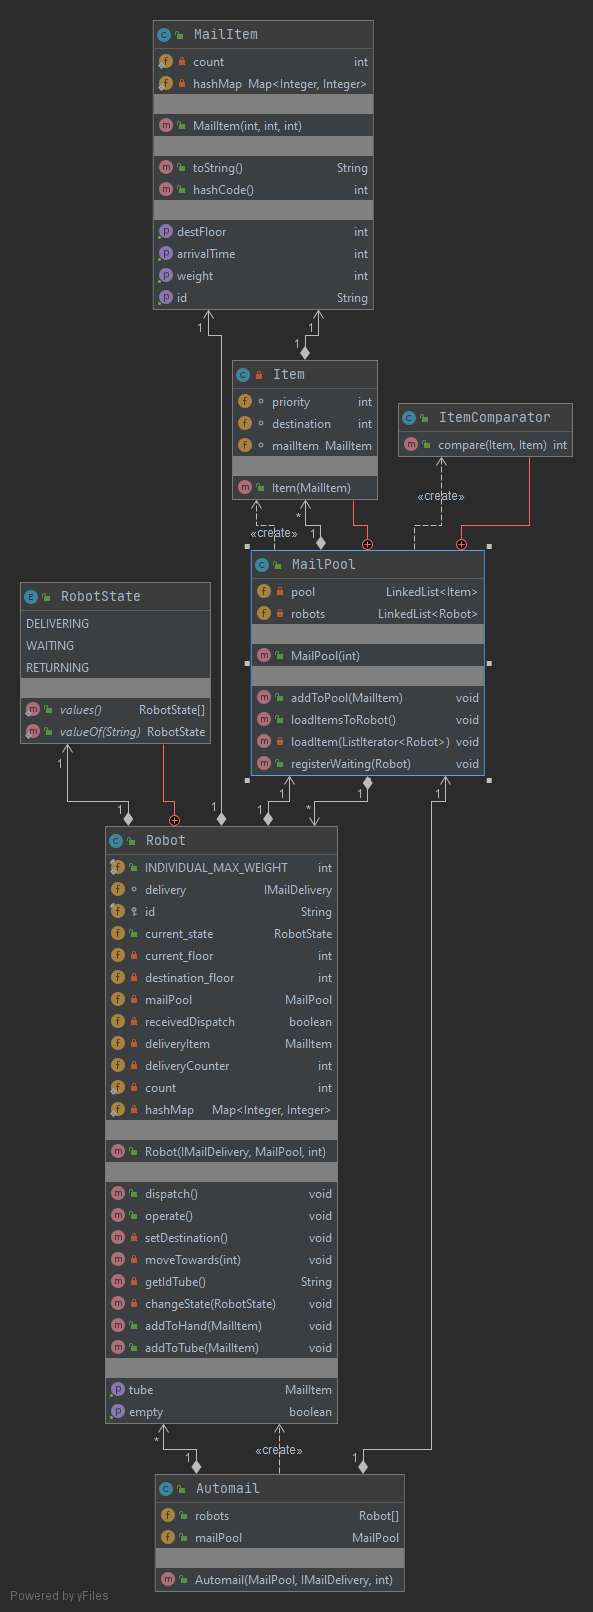 MailItem
count int
hashMap Map<Integer, Integer>
MailItem(int, int, int)
toString() String
hashCode() int
destFloor int
arrivalTime int
weight int
id String
1 1
1
Item
priority int
destination int
mailItem MailItem
Item(MailItem)
ItemComparator
compare(Item, Item) int
* «create»
«create» 1
MailPool
pool LinkedList<Item>
robots LinkedList<Robot>
MailPool(int)
addToPool(MailItem) void
loadItemsToRobot() void
loadItem(ListIterator<Robot>) void
registerWaiting(Robot) void
RobotState
DELIVERING
WAITING
RETURNING
values() RobotState[]
valueOf(String) RobotState
1 1 1 1
1 1 1 *
Robot
INDIVIDUAL_MAX_WEIGHT int
delivery IMailDelivery
id String
current_state RobotState
current_floor int
destination_floor int
mailPool MailPool
receivedDispatch boolean
deliveryItem MailItem
deliveryCounter int
count int
hashMap Map<Integer, Integer>
Robot(IMailDelivery, MailPool, int)
dispatch() void
operate() void
setDestination() void
moveTowards(int) void
getIdTube() String
changeState(RobotState) void
addToHand(MailItem) void
addToTube(MailItem) void
tube MailItem
empty boolean
* «create»
1 1
Automail
robots Robot[]
mailPool MailPool
Automail(MailPool, IMailDelivery, int)
Powered by yFiles